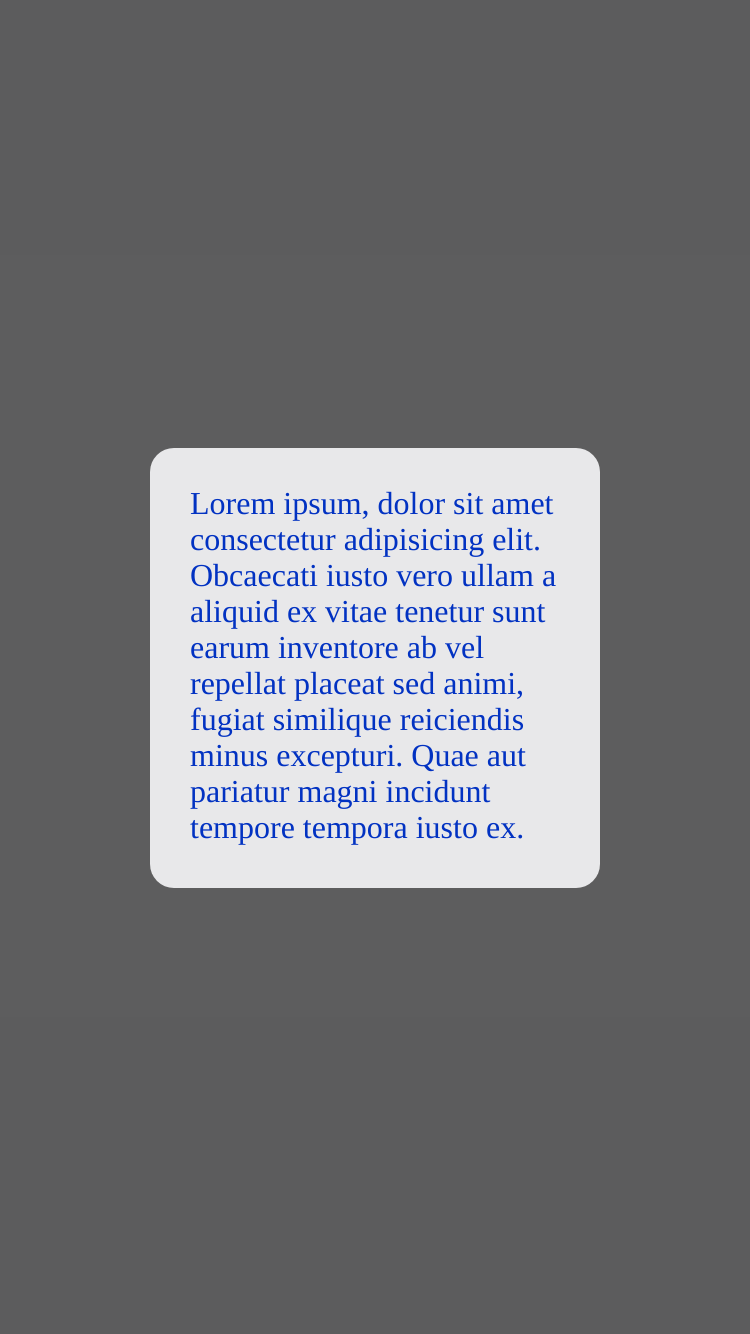 Lorem ipsum, dolor sit amet
consectetur adipisicing elit.
Obcaecati iusto vero ullam a
aliquid ex vitae tenetur sunt
earum inventore ab vel
repellat placeat sed animi,
fugiat similique reiciendis
minus excepturi. Quae aut
pariatur magni incidunt
tempore tempora iusto ex.